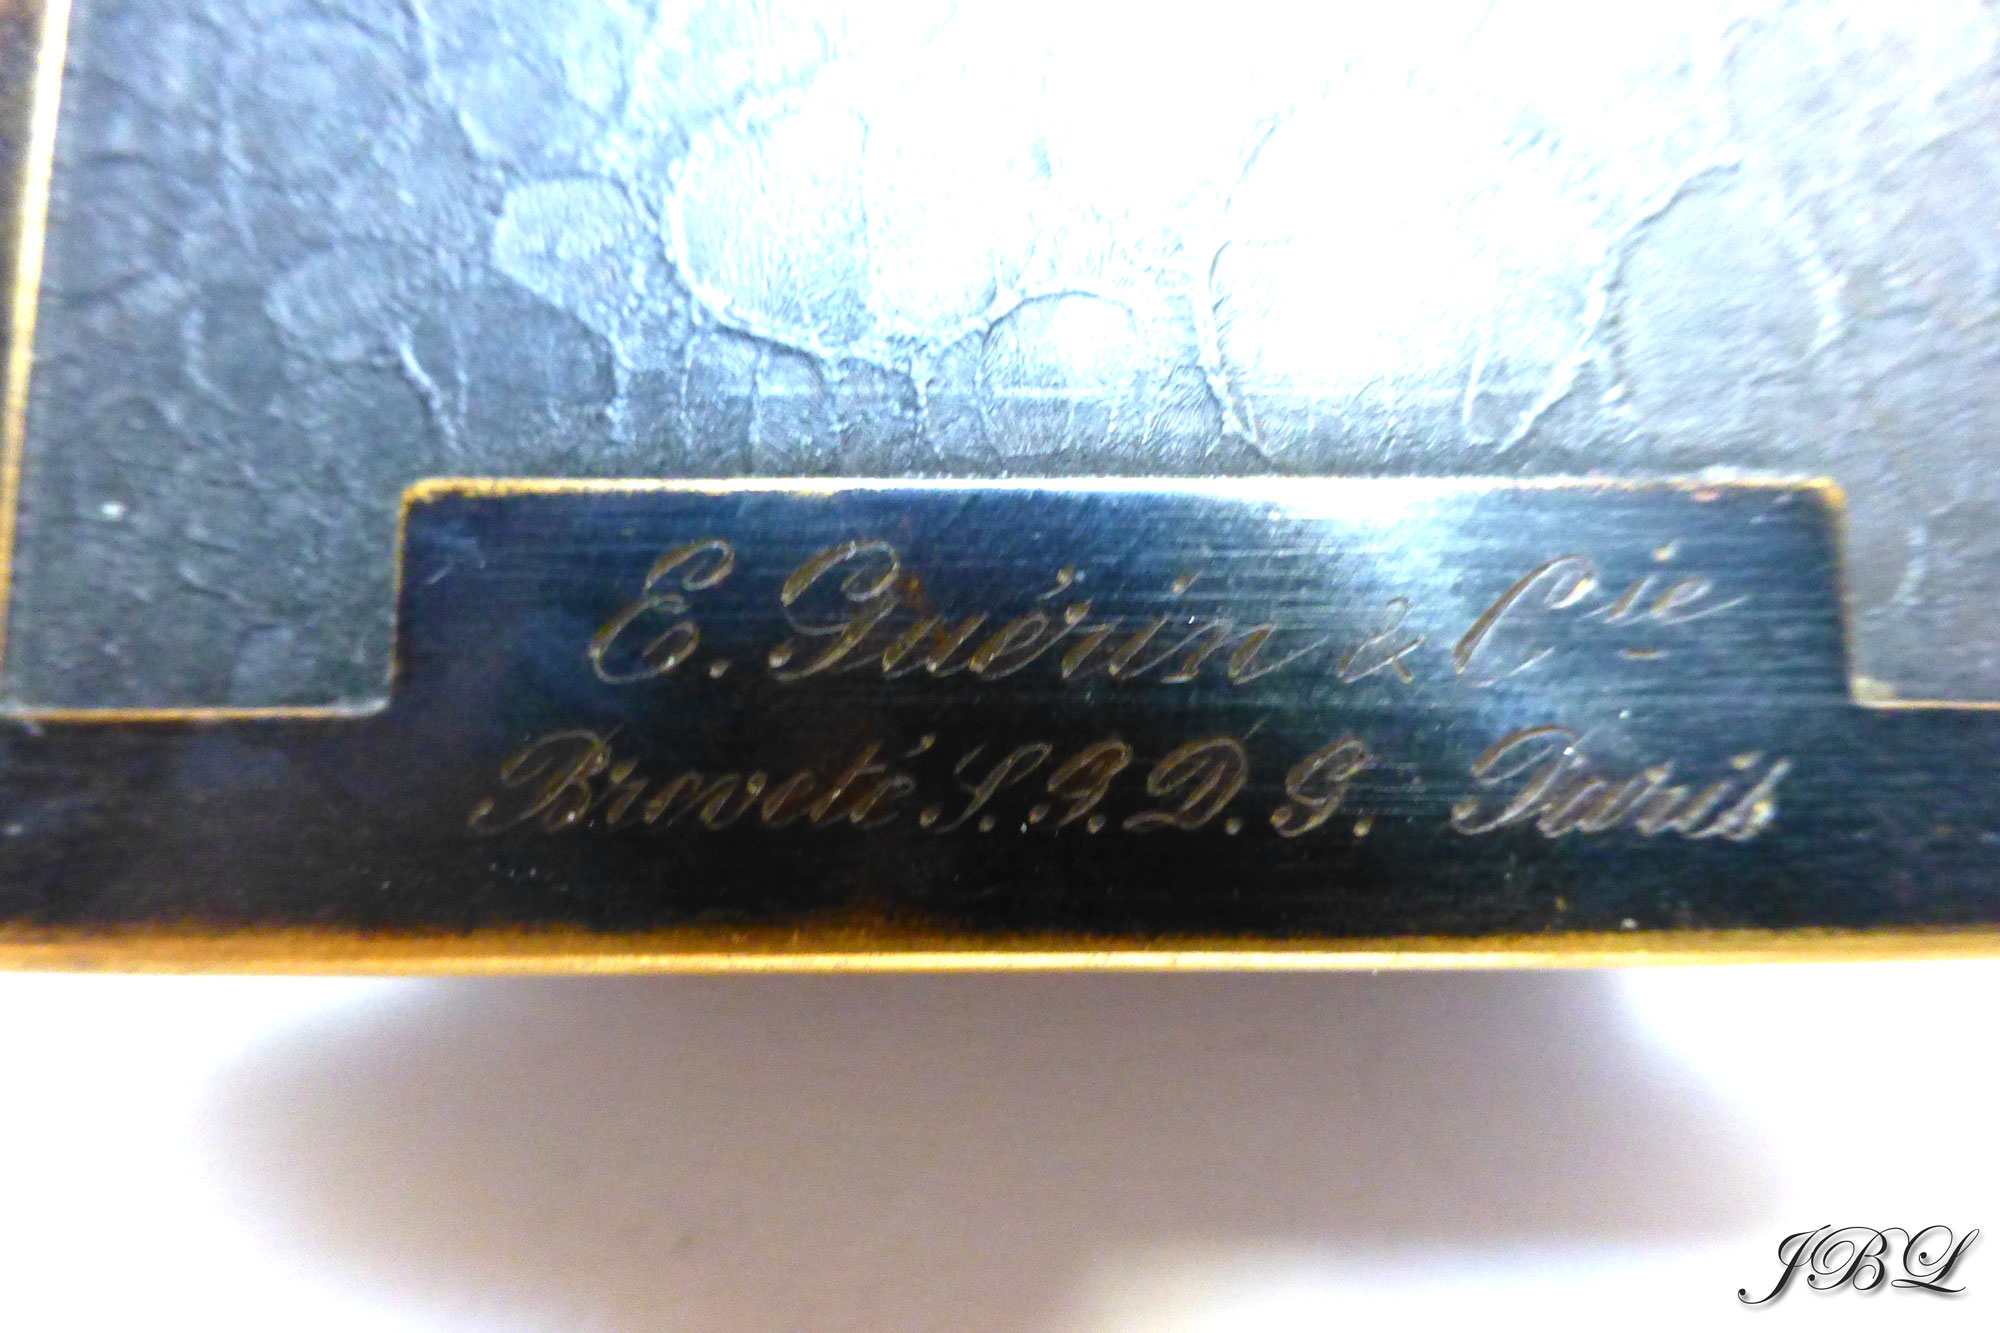 E. Guérin & Cie
Breveté S.G.D.G. Paris
JBL